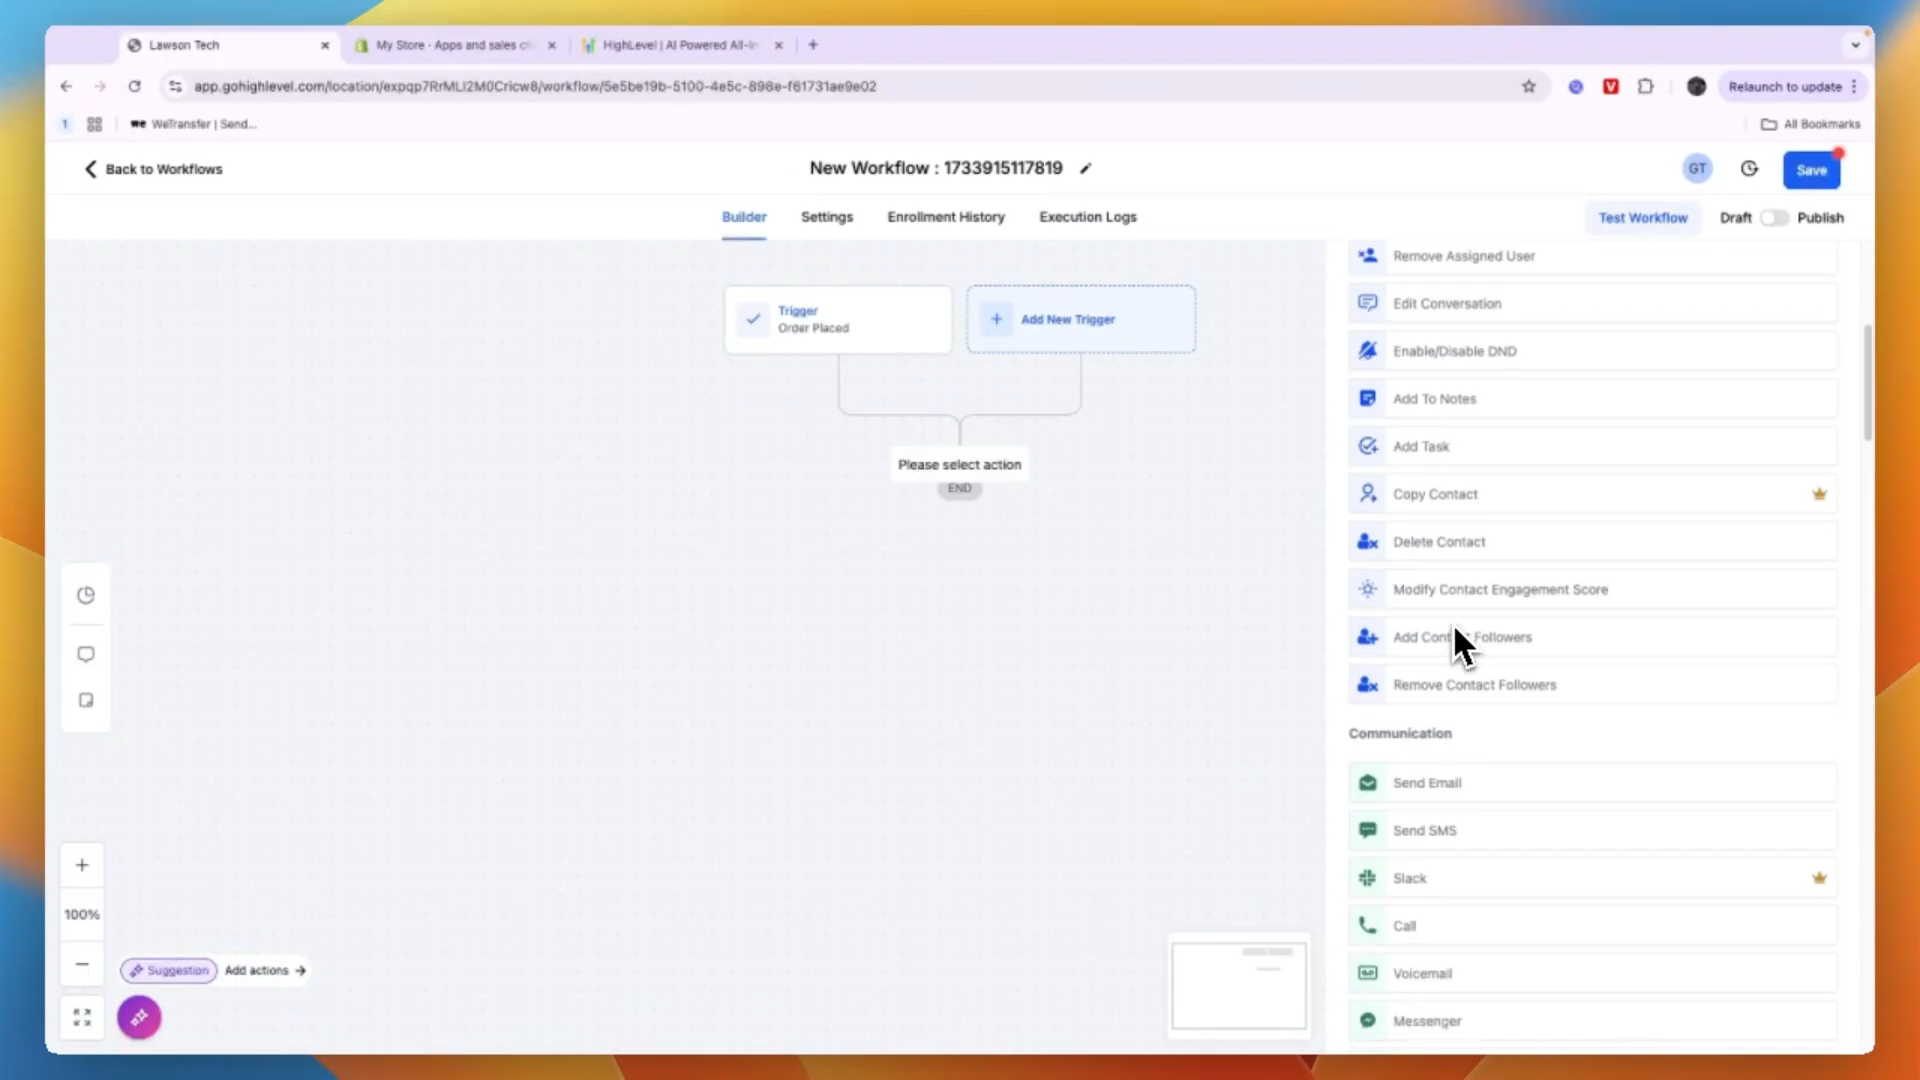 Lawson Tech
My Store · Apps and sales ch
HighLevel | AI Powered All-In
app.gohighlevel.com/location/expqp7RrMLl2M0Cricw8/workflow/5e5be19b-5100-4e5c-898e-f61731ae9e02
Relaunch to update
1
we WeTransfer | Send...
All Bookmarks
Back to Workflows
New Workflow : 1733915117819
GT
Save
Builder
Settings
Enrollment History
Execution Logs
Test Workflow
Draft
Publish
Trigger
Order Placed
Add New Trigger
Please select action
END
Remove Assigned User
Edit Conversation
Enable/Disable DND
Add To Notes
Add Task
Copy Contact
Delete Contact
Modify Contact Engagement Score
Add Cont Followers
Remove Contact Followers
Communication
Send Email
Send SMS
Slack
Call
Voicemail
Messenger
100%
Suggestion
Add actions →